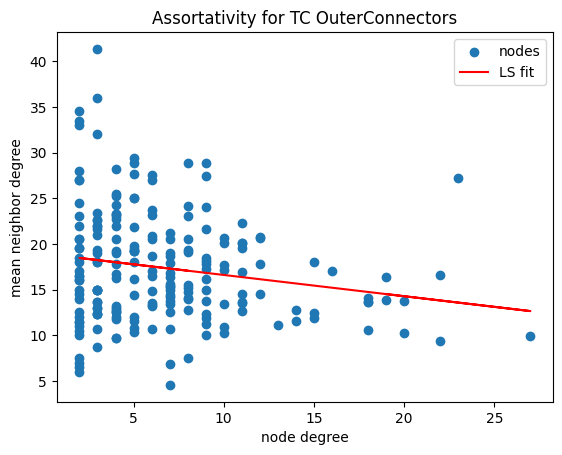 Assortativity for TC OuterConnectors
nodes
LS fit
mean neighbor degree
40
35
30
25
20
15
10
5
5
10
15
20
25
node degree